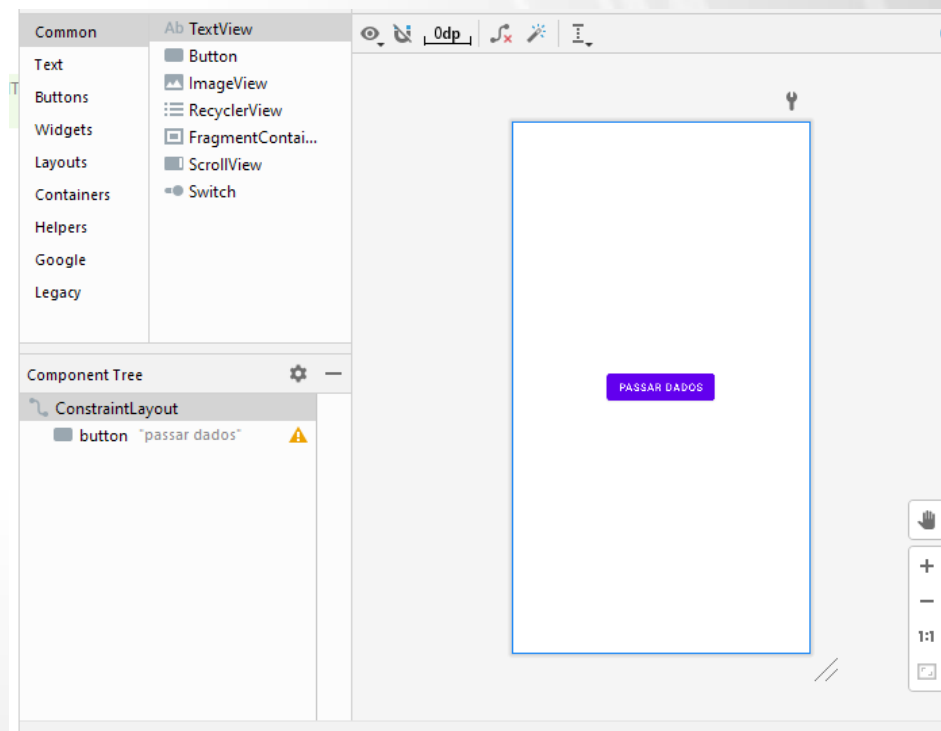 Common
Text
Buttons
Widgets
Layouts
Containers
Helpers
Google
Legacy
Ab TextView
Button
ImageView
RecyclerView
FragmentContai...
ScrollView
Switch
0dp
Component Tree
ConstraintLayout
button "passar dados"
PASSAR DADOS
1:1